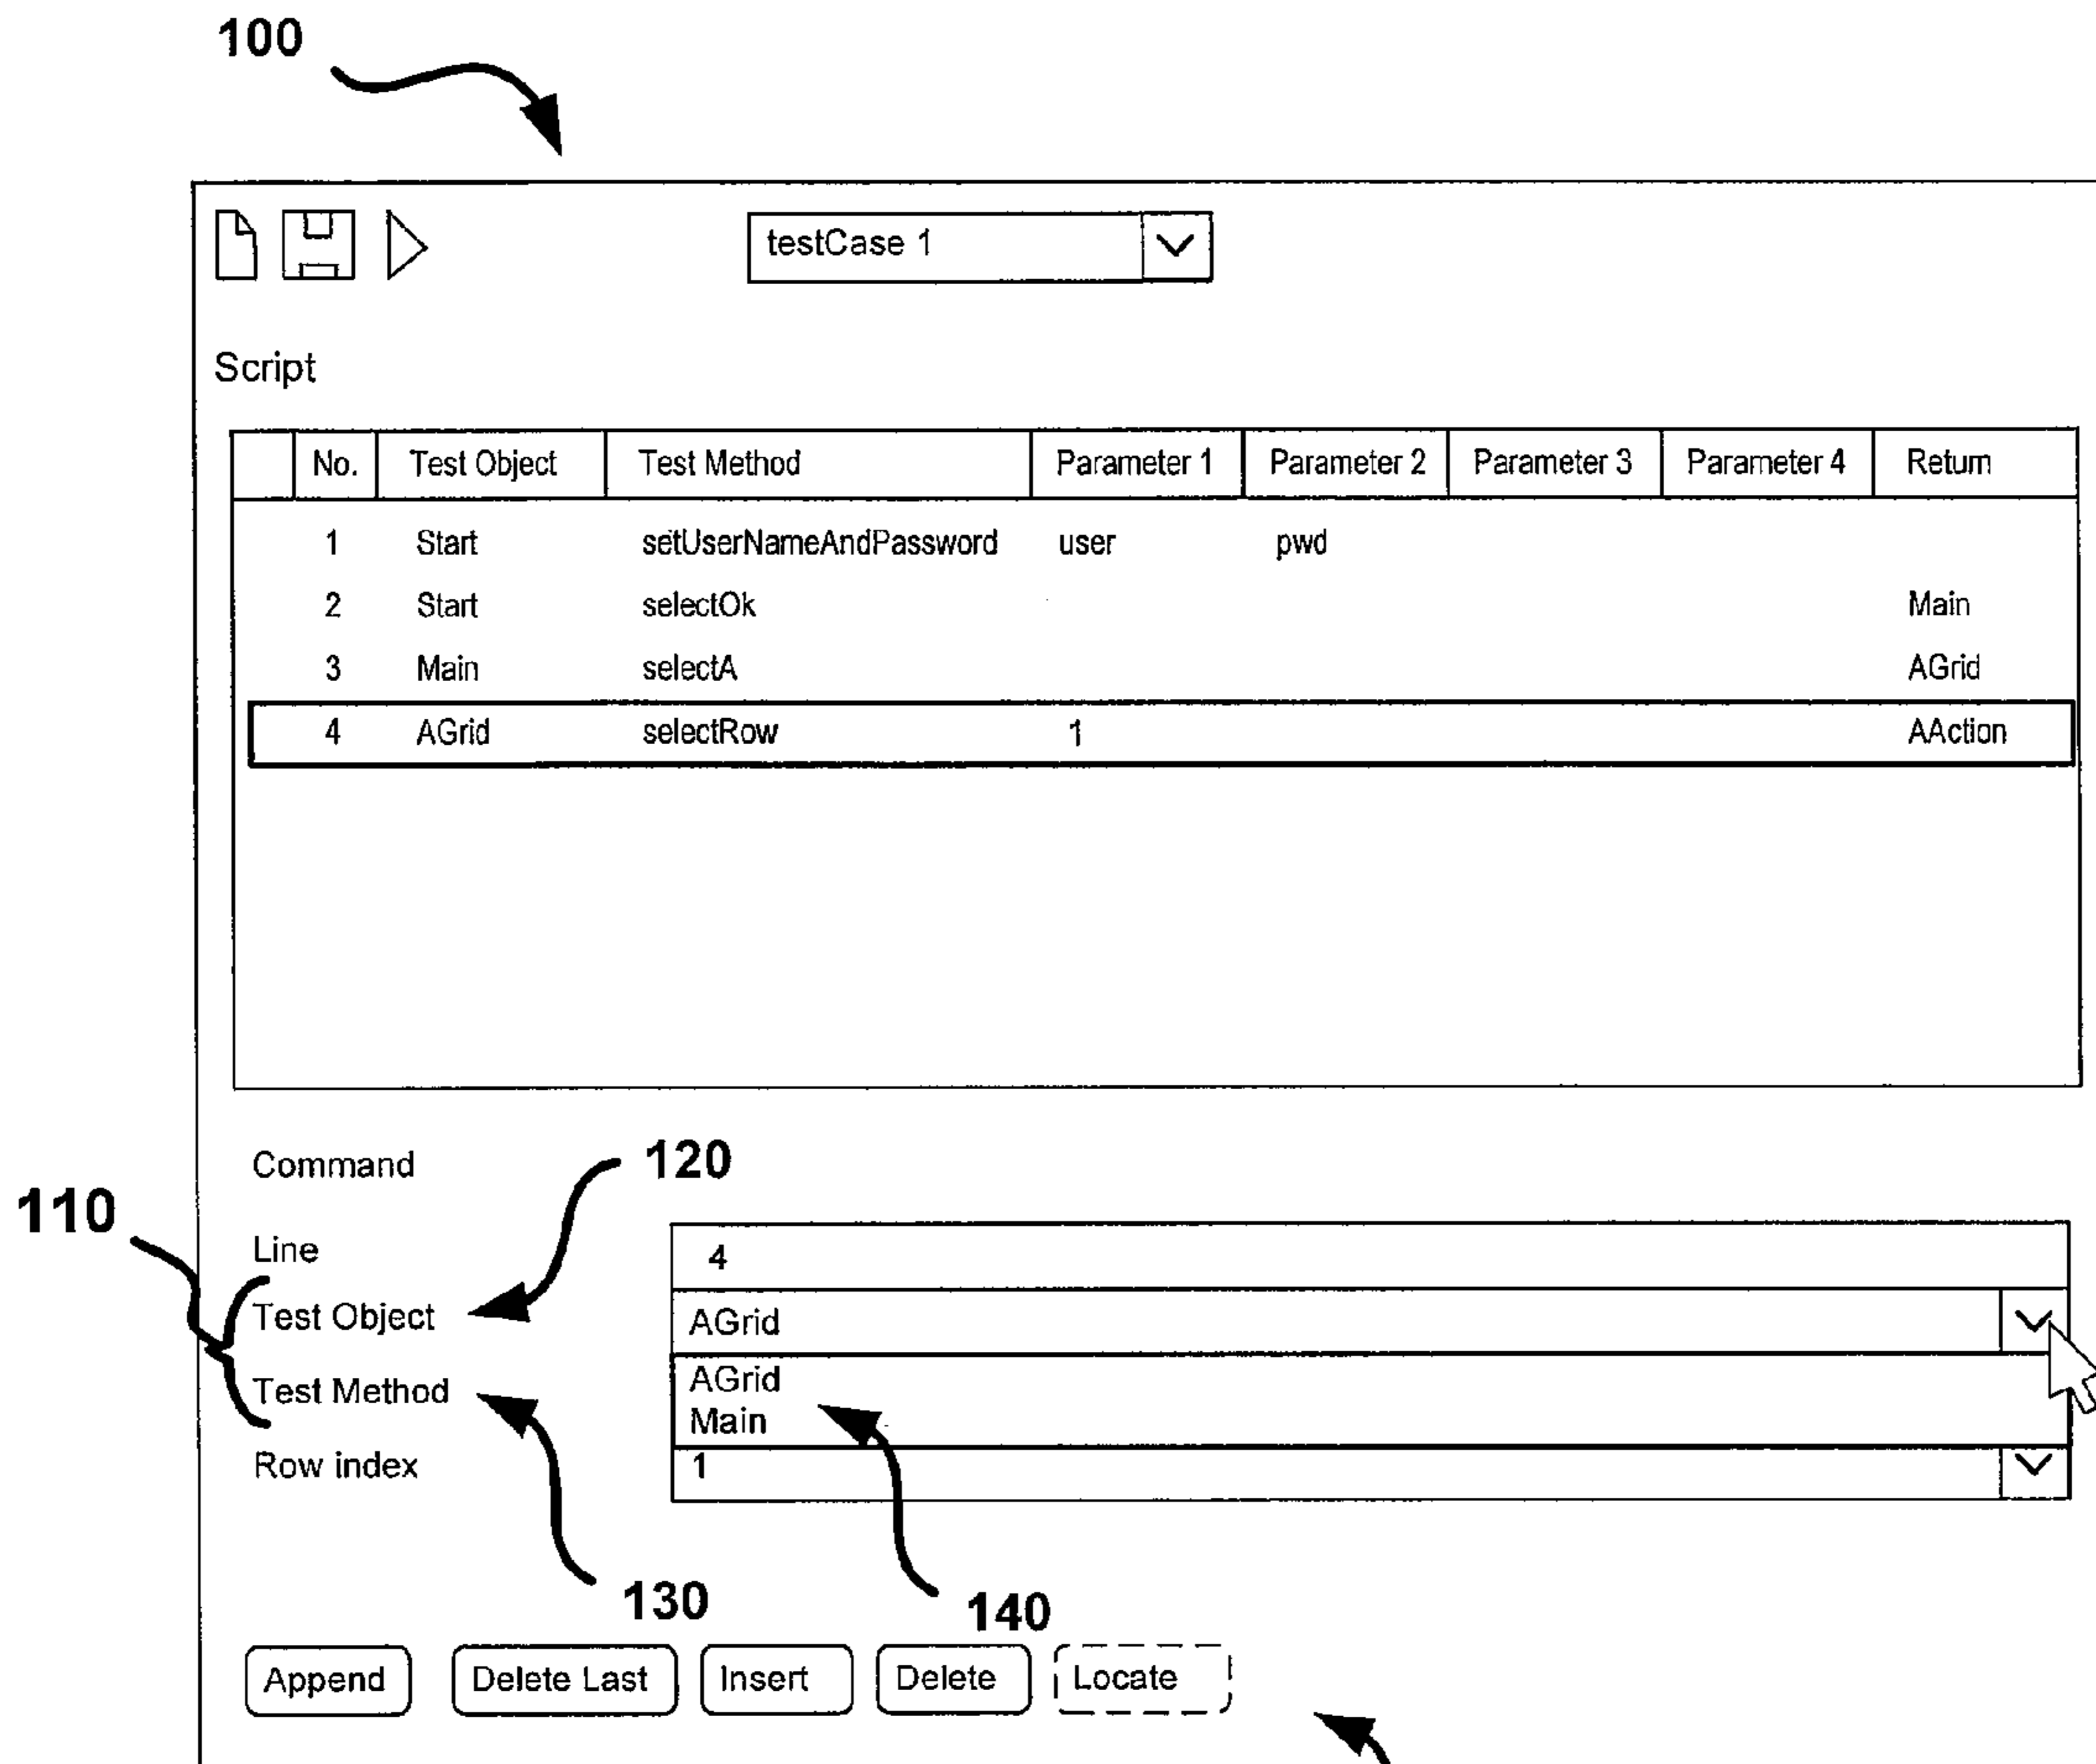 100
testCase 1
Script
No. Test Object Test Method Parameter 1 Parameter 2 Parameter 3 Parameter 4 Return
1 Start setUserNameAndPassword user pwd
2 Start selectOk Main
3 Main selectA AGrid
4 AGrid selectRow 1 AAction
Command
120
110
Line 4
Test Object AGrid
AGrid
Test Method
Main
Row index 1
130
140
Append Delete Last Insert Delete Locate